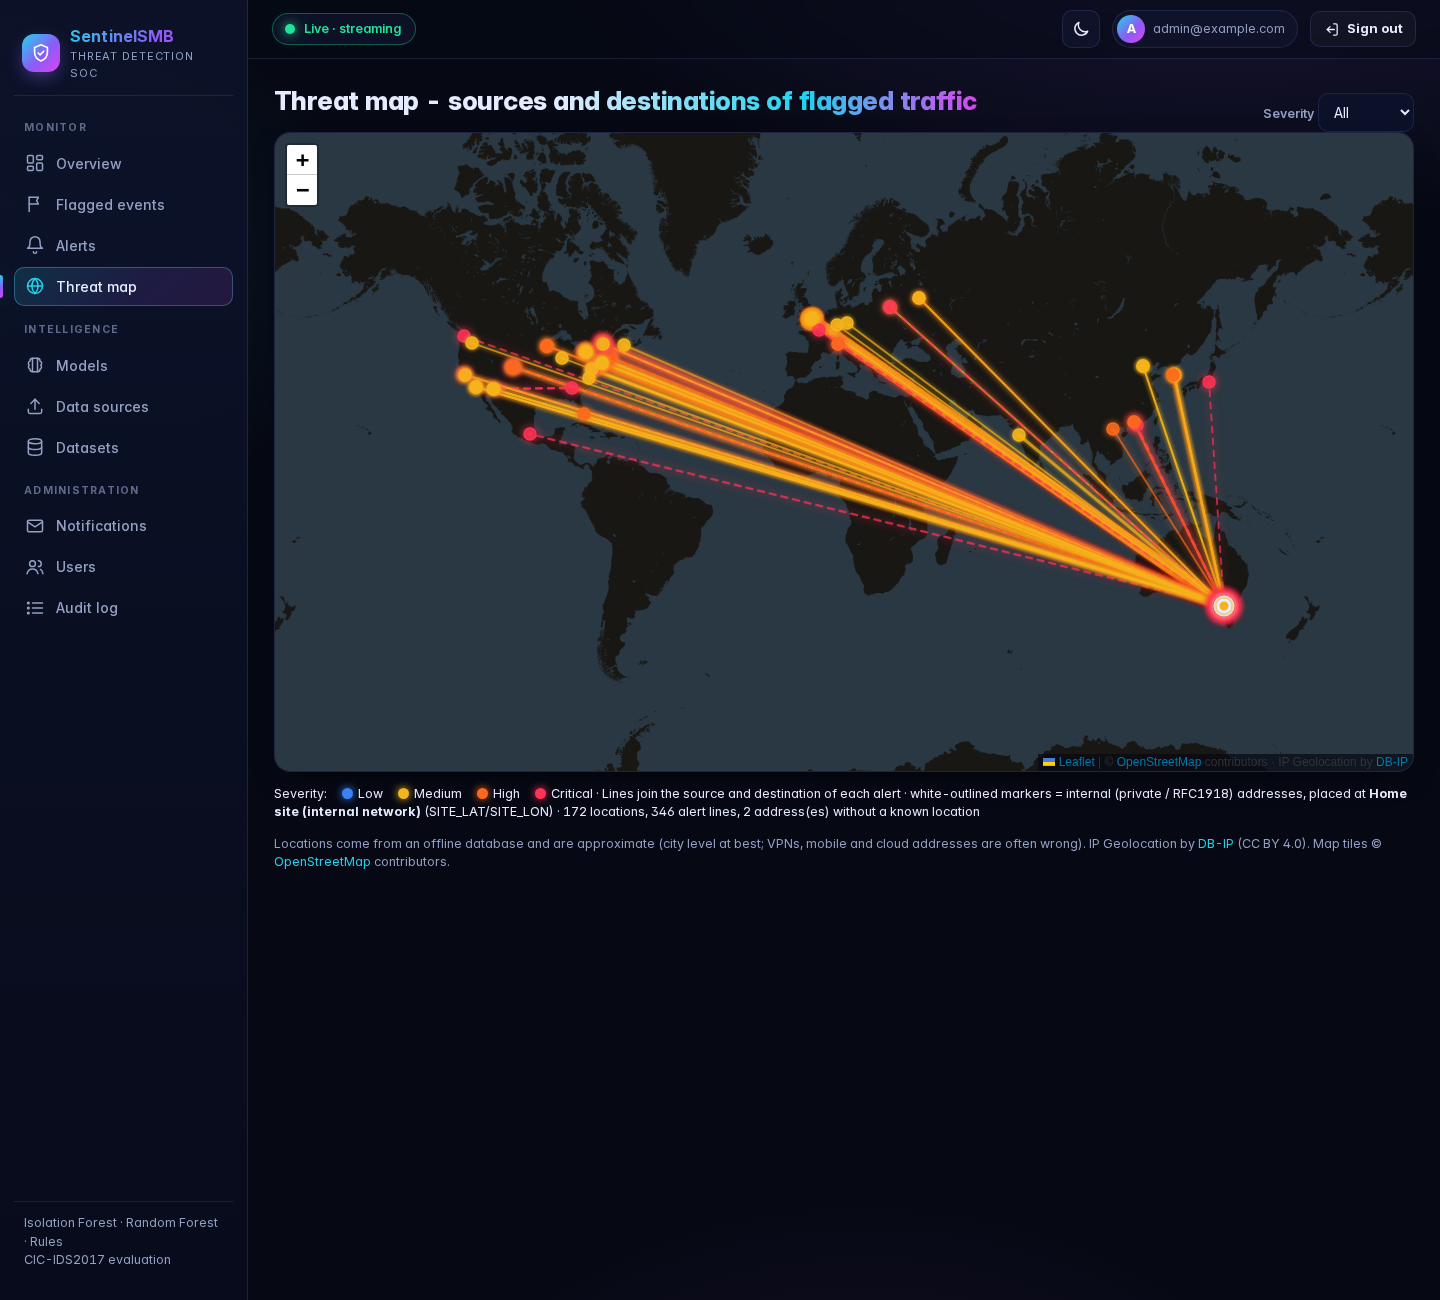 SentinelSMB
THREAT DETECTION
SOC
MONITOR
Overview
Flagged events
Alerts
Threat map
INTELLIGENCE
Models
Data sources
Datasets
ADMINISTRATION
Notifications
Users
Audit log
Isolation Forest · Random Forest
· Rules
CIC-IDS2017 evaluation
Live · streaming
A
admin@example.com
Sign out
Threat map - sources and destinations of flagged traffic
Severity All
+
−
Leaflet | © OpenStreetMap contributors · IP Geolocation by DB-IP
Severity: Low Medium High Critical · Lines join the source and destination of each alert · white-outlined markers = internal (private / RFC1918) addresses, placed at Home
site (internal network) (SITE_LAT/SITE_LON) · 172 locations, 346 alert lines, 2 address(es) without a known location
Locations come from an offline database and are approximate (city level at best; VPNs, mobile and cloud addresses are often wrong). IP Geolocation by DB-IP (CC BY 4.0). Map tiles ©
OpenStreetMap contributors.